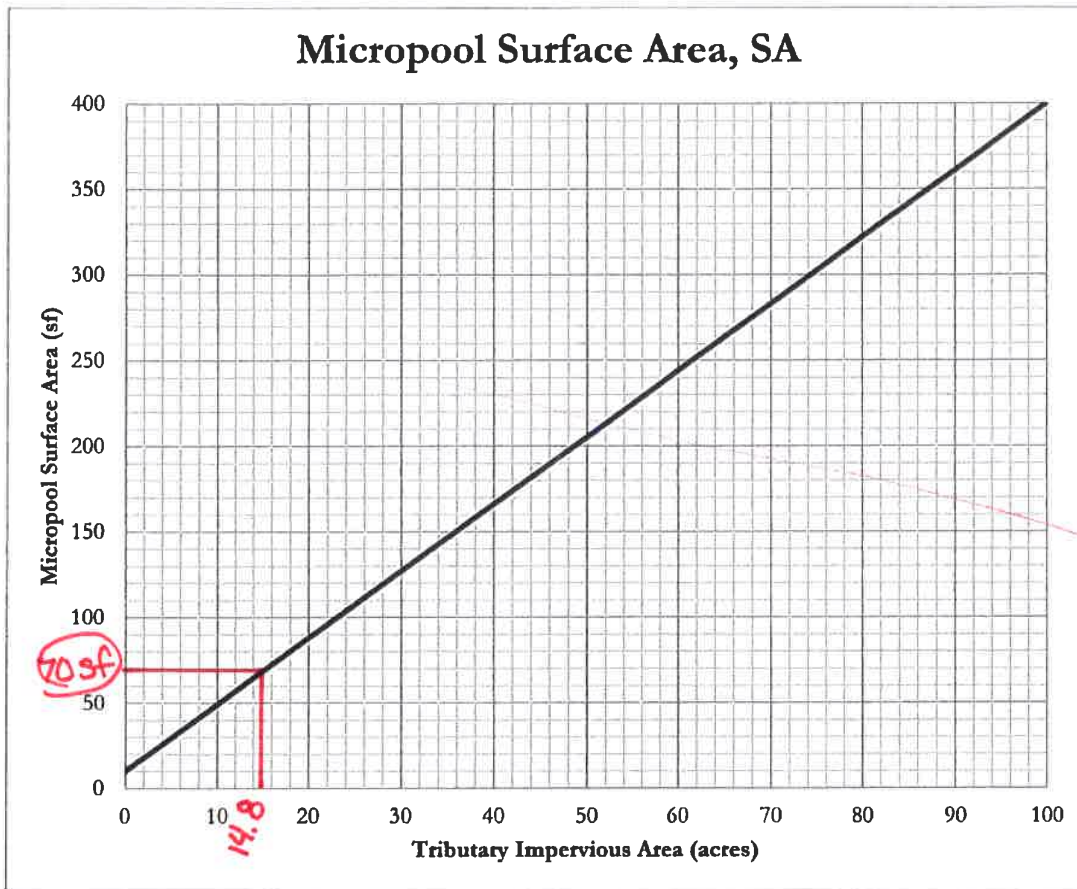 Micropool Surface Area, SA
Micropool Surface Area (sf)
400
350
300
250
200
150
100
70 sf
50
0
0 10 20 30 40 50 60 70 80 90 100
14.8
Tributary Impervious Area (acres)